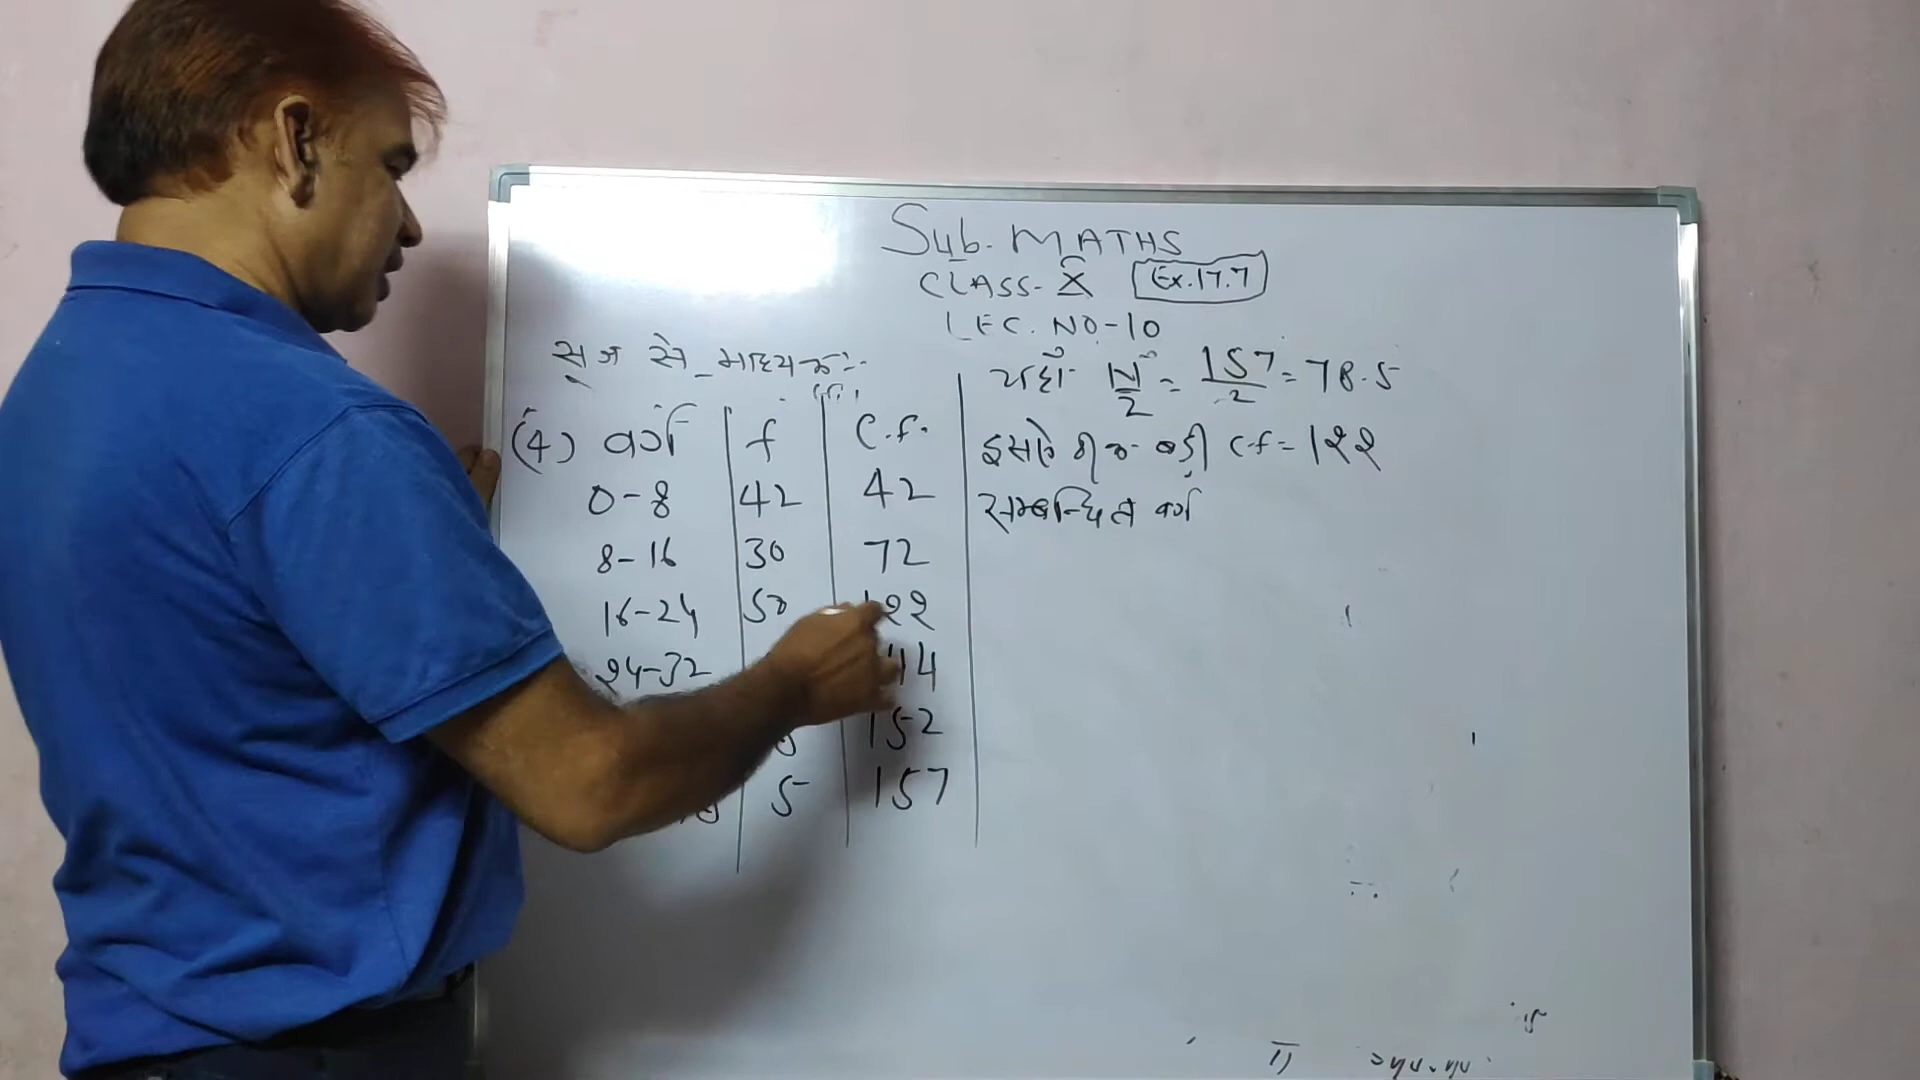 Sub. MATHS
CLASS-X Ex.17.7
LEC. NO-10
सूत्र से माध्यक:-
(4) वर्ग f C.f.
0-8 42 42
8-16 30 72
16-24 50 122
24-32 44
152
5 157
यहाँ N/2 = 157/2 = 78.5
इससे ठीक बड़ी C.f = 122
सम्बन्धित वर्ग